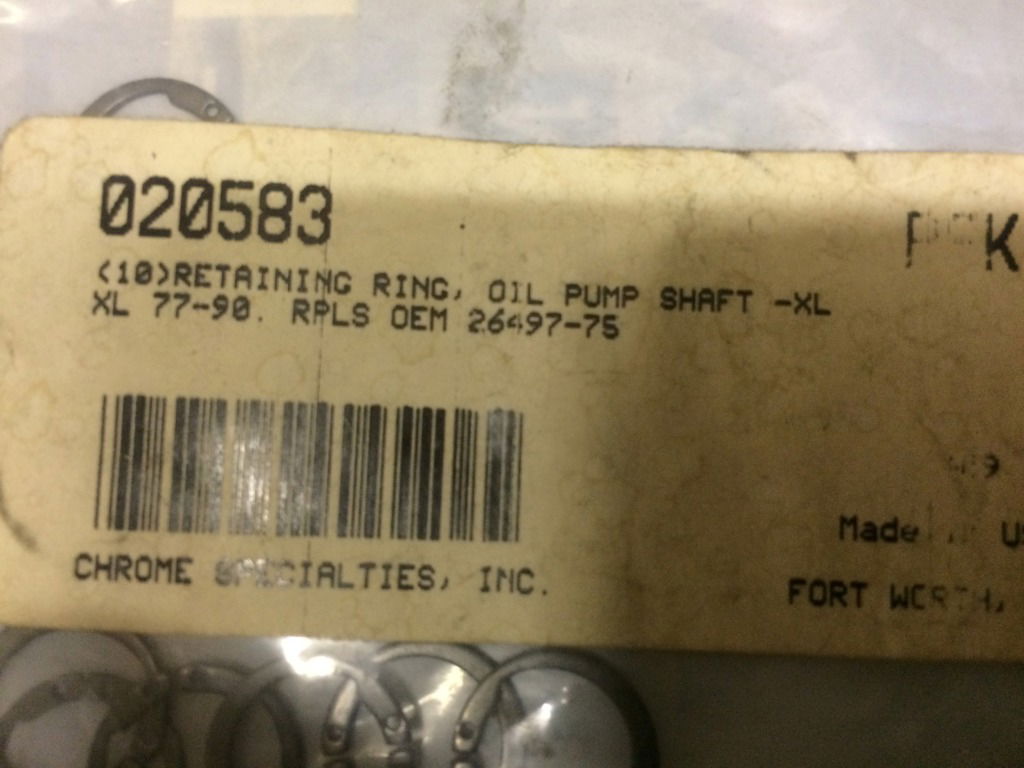 020583
(10)RETAINING RING, OIL PUMP SHAFT -XL
XL 77-90. RPLS OEM 26497-75
CHROME SPECIALTIES, INC.
Made
FORT WORTH,